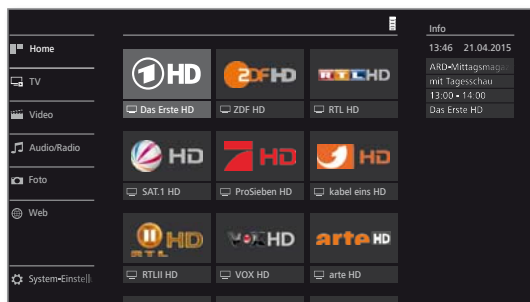 Info
Home
13:46 21.04.2015
ARD-Mittagsmaga
mit Tagesschau
13:00 - 14:00
Das Erste HD
TV
Video
Audio/Radio
Foto
Web
System-Einstell
1 HD
ZDF HD
RTL HD
Das Erste HD
ZDF HD
RTL HD
HD
HD
HD
SAT.1 HD
ProSieben HD
kabel eins HD
HD
RTL
VOX HD
arte HD
RTLII HD
VOX HD
arte HD